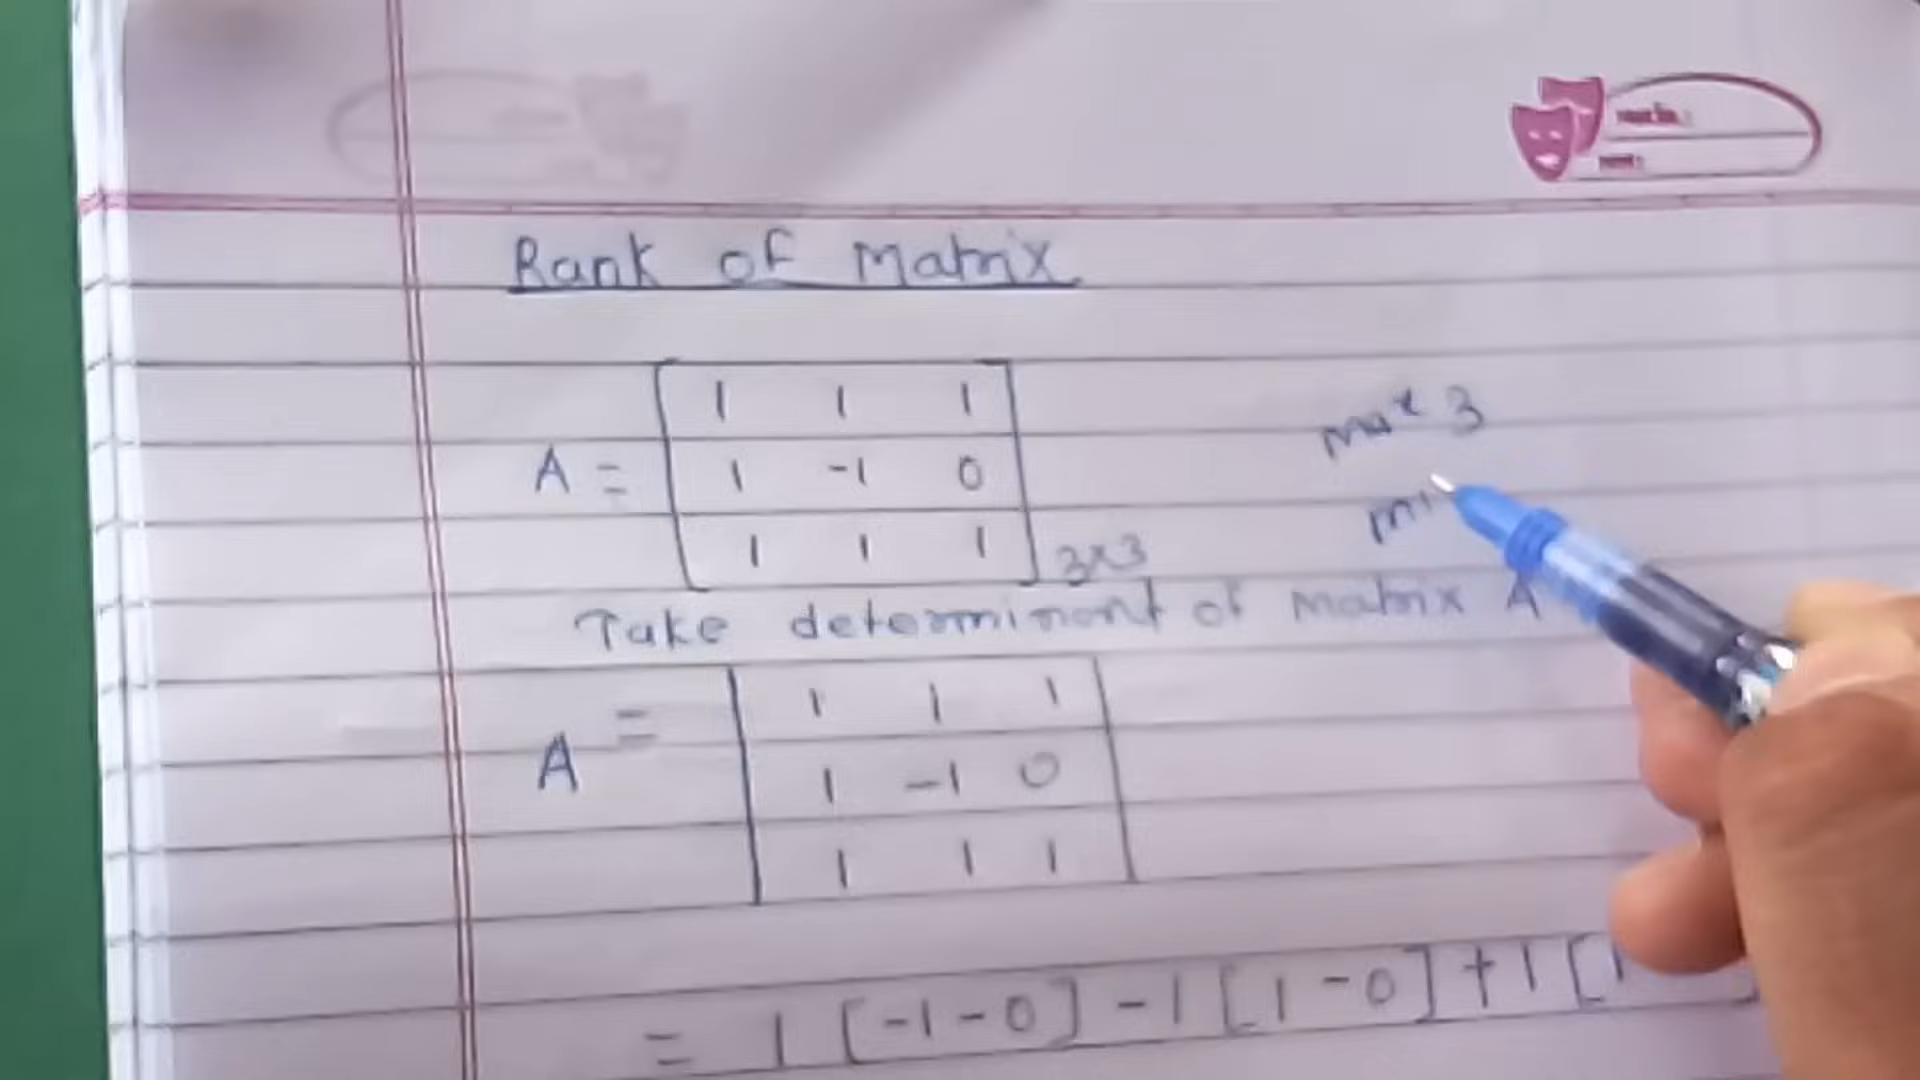 Rank of Matrix
1 1 1
max 3
A = 1 -1 0
1 1 1 3x3
Take determinant of matrix A
1 1 1
A = 1 -1 0
1 1 1
= 1 [-1-0] -1 [1-0] +1 [1